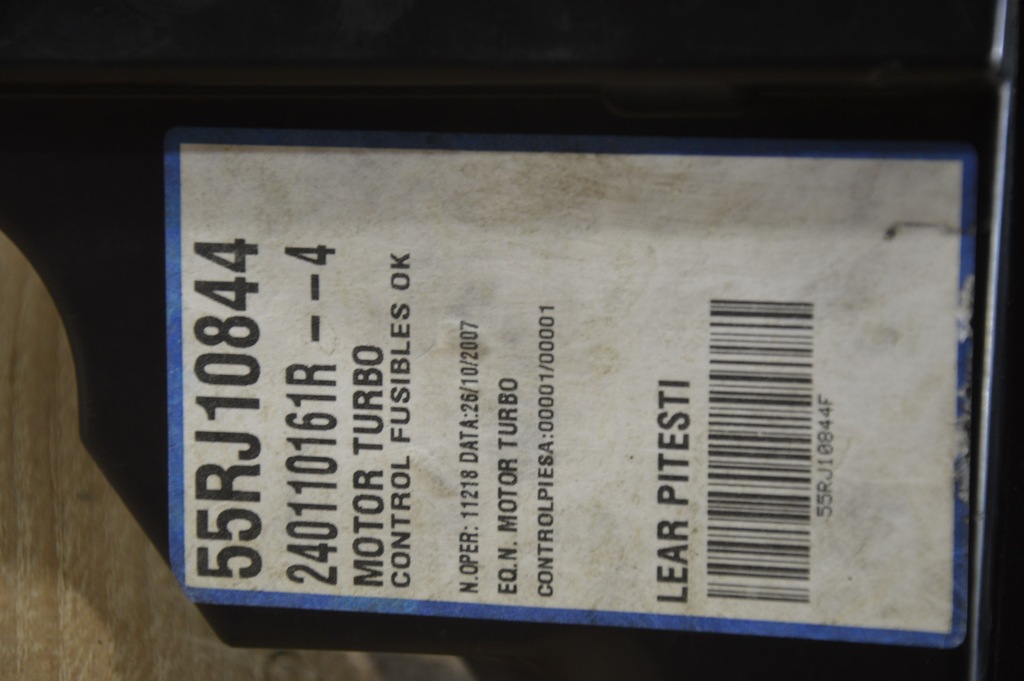 55RJ10844
240110161R --4
MOTOR TURBO
CONTROL FUSIBLES OK
N.OPER: 11218 DATA:26/10/2007
EQ.N. MOTOR TURBO
CONTROLPIESA:00001/00001
LEAR PITESTI
55RJ10844F